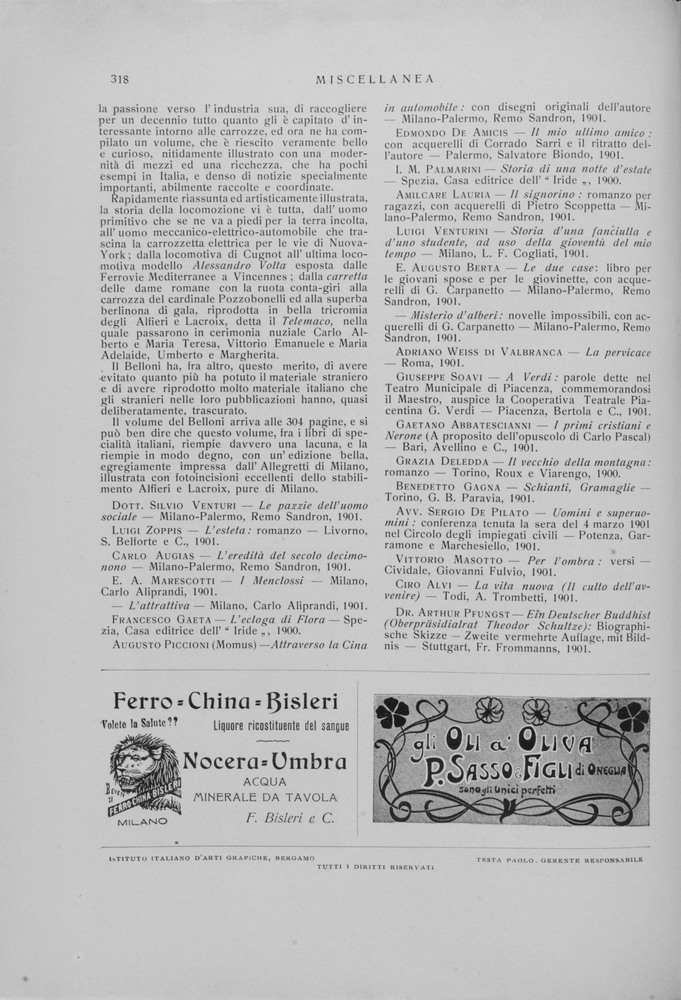 318
MISCELLANEA
la passione verso l'industria sua, di raccogliere
per un decennio tutto quanto gli è capitato d'in-
teressante intorno alle carrozze, ed ora ne ha com-
pilato un volume, che è riescito veramente bello
e curioso, nitidamente illustrato con una moder-
nità di mezzi ed una ricchezza, che ha pochi
esempi in Italia, e denso di notizie specialmente
importanti, abilmente raccolte e coordinate.
Rapidamente riassunta ed artisticamente illustrata,
la storia della locomozione vi è tutta, dall'uomo
primitivo che se ne va a piedi per la terra incolta,
all'uomo meccanico-elettrico-automobile che tra-
scina la carrozzetta elettrica per le vie di Nuova-
York; dalla locomotiva di Cugnot all'ultima loco-
motiva modello Alessandro Volta esposta dalle
Ferrovie Mediterranee a Vincennes; dalla carretta
delle dame romane con la ruota conta-giri alla
carrozza del cardinale Pozzobonelli ed alla superba
berlinona di gala, riprodotta in bella tricromia
degli Alfieri e Lacroix, detta il Telemaco, nella
quale passarono in cerimonia nuziale Carlo Al-
berto e Maria Teresa, Vittorio Emanuele e Maria
Adelaide, Umberto e Margherita.
Il Belloni ha, fra altro, questo merito, di avere
evitato quanto più ha potuto il materiale straniero
e di avere riprodotto molto materiale italiano che
gli stranieri nelle loro pubblicazioni hanno, quasi
deliberatamente, trascurato.
Il volume del Belloni arriva alle 304 pagine, e si
può ben dire che questo volume, fra i libri di spe-
cialità italiani, riempie davvero una lacuna, e la
riempie in modo degno, con un'edizione bella,
egregiamente impressa dall'Allegretti di Milano,
illustrata con fotoincisioni eccellenti dello stabili-
mento Alfieri e Lacroix, pure di Milano.
DOTT. SILVIO VENTURI — Le pazzie dell'uomo
sociale — Milano-Palermo, Remo Sandron, 1901.
LUIGI ZOPPIS — L'esteta: romanzo — Livorno,
S. Belforte e C., 1901.
CARLO AUGIAS — L'eredità del secolo decimo-
nono — Milano-Palermo, Remo Sandron, 1901.
E. A. MARESCOTTI — I Menclossi — Milano,
Carlo Aliprandi, 1901.
— L'attrattiva — Milano, Carlo Aliprandi, 1901.
FRANCESCO GAETA — L'ecloga di Flora — Spe-
zia, Casa editrice dell' " Iride „, 1900.
AUGUSTO PICCIONI (Momus) — Attraverso la Cina
in automobile: con disegni originali dell'autore
— Milano-Palermo, Remo Sandron, 1901.
EDMONDO DE AMICIS — Il mio ultimo amico:
con acquerelli di Corrado Sarri e il ritratto del-
l'autore — Palermo, Salvatore Biondo, 1901.
I. M. PALMARINI — Storia di una notte d'estate
— Spezia, Casa editrice dell' " Iride „, 1900.
AMILCARE LAURIA — Il signorino: romanzo per
ragazzi, con acquerelli di Pietro Scoppetta — Mi-
lano-Palermo, Remo Sandron, 1901.
LUIGI VENTURINI — Storia d'una fanciulla e
d'uno studente, ad uso della gioventù del mio
tempo — Milano, L. F. Cogliati, 1901.
E. AUGUSTO BERTA — Le due case: libro per
le giovani spose e per le giovinette, con acque-
relli di G. Carpanetto — Milano-Palermo, Remo
Sandron, 1901.
— Misterio d'alberi: novelle impossibili, con ac-
querelli di G. Carpanetto — Milano-Palermo, Remo
Sandron, 1901.
ADRIANO WEISS DI VALBRANCA — La pervicace
— Roma, 1901.
GIUSEPPE SOAVI — A Verdi: parole dette nel
Teatro Municipale di Piacenza, commemorandosi
il Maestro, auspice la Cooperativa Teatrale Pia-
centina G. Verdi — Piacenza, Bertola e C., 1901.
GAETANO ABBATESCIANNI — I primi cristiani e
Nerone (A proposito dell'opuscolo di Carlo Pascal)
— Bari, Avellino e C., 1901.
GRAZIA DELEDDA — Il vecchio della montagna:
romanzo — Torino, Roux e Viarengo, 1900.
BENEDETTO GAGNA — Schianti, Gramaglie —
Torino, G. B. Paravia, 1901.
AVV. SERGIO DE PILATO — Uomini e superuo-
mini: conferenza tenuta la sera del 4 marzo 1901
nel Circolo degli impiegati civili — Potenza, Gar-
ramone e Marchesiello, 1901.
VITTORIO MASOTTO — Per l'ombra: versi —
Cividale, Giovanni Fulvio, 1901.
CIRO ALVI — La vita nuova (Il culto dell'av-
venire) — Todi, A. Trombetti, 1901.
DR. ARTHUR PFUNGST — Ein Deutscher Buddhist
(Oberpräsidialrat Theodor Schultze): Biographi-
sche Skizze — Zweite vermehrte Auflage, mit Bild-
nis — Stuttgart, Fr. Frommanns, 1901.
Ferro-China-Bisleri
Volete la Salute??
Liquore ricostituente del sangue
Nocera-Umbra
ACQUA
MINERALE DA TAVOLA
F. Bisleri e C.
FERRO CHINA BISLERI
MILANO
gli OLI d'OLIVA
P. SASSO e FIGLI di ONEGLIA
sono gli unici perfetti
ISTITUTO ITALIANO D'ARTI GRAFICHE, BERGAMO
TESTA PAOLO, GERENTE RESPONSABILE
TUTTI I DIRITTI RISERVATI